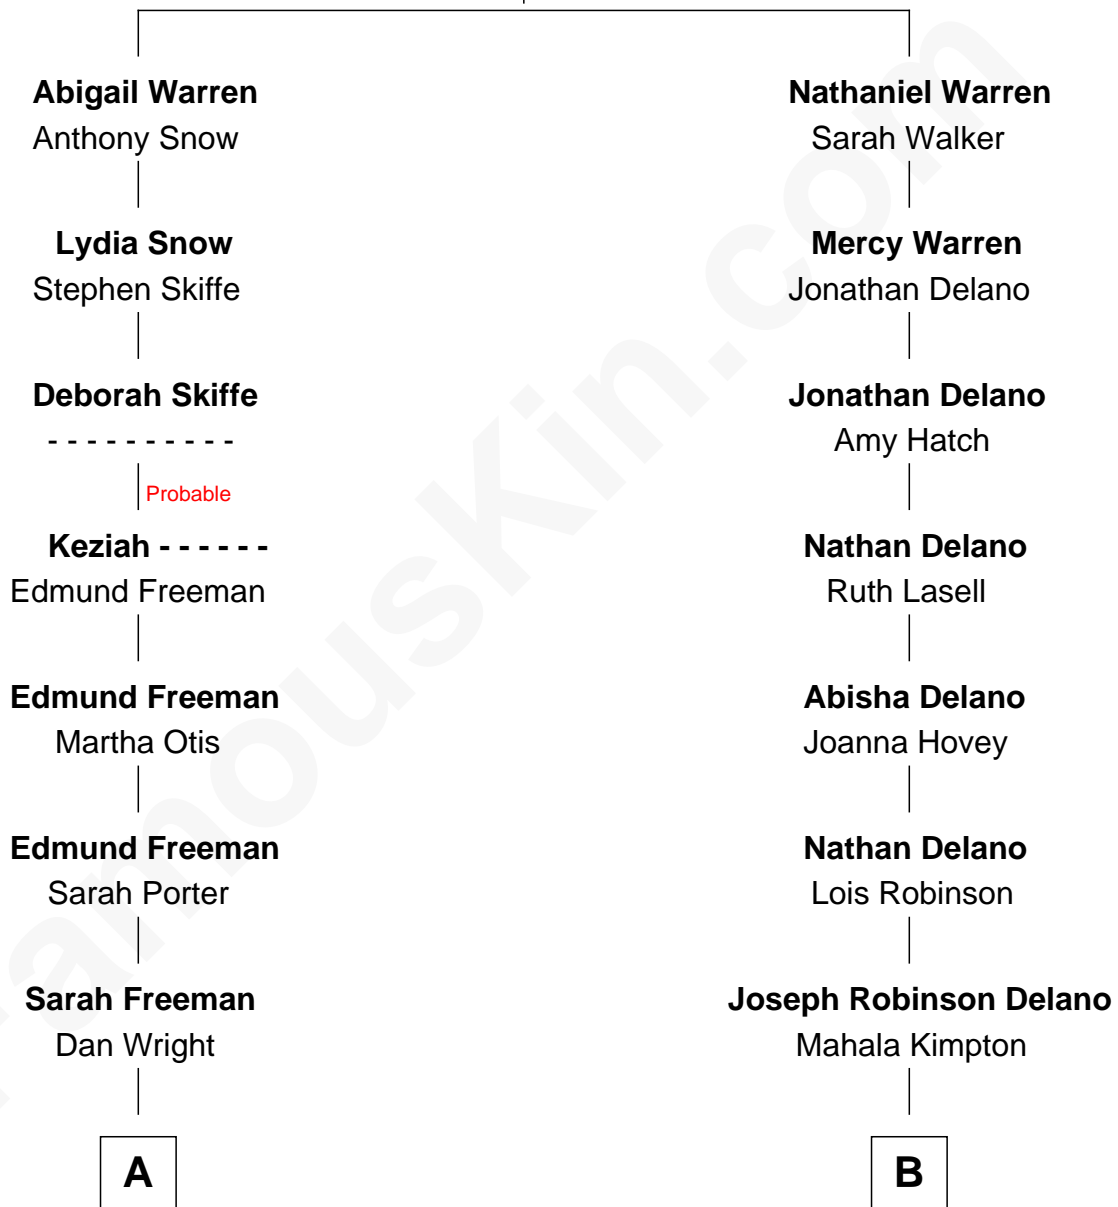 Abigail Warren
Anthony Snow
Nathaniel Warren
Sarah Walker
Lydia Snow
Stephen Skiffe
Mercy Warren
Jonathan Delano
Deborah Skiffe
- - - - - - - - - -
Jonathan Delano
Amy Hatch
Probable
Keziah - - - - - -
Edmund Freeman
Nathan Delano
Ruth Lasell
Edmund Freeman
Martha Otis
Abisha Delano
Joanna Hovey
Edmund Freeman
Sarah Porter
Nathan Delano
Lois Robinson
Sarah Freeman
Dan Wright
Joseph Robinson Delano
Mahala Kimpton
A
B
FamousKin.com